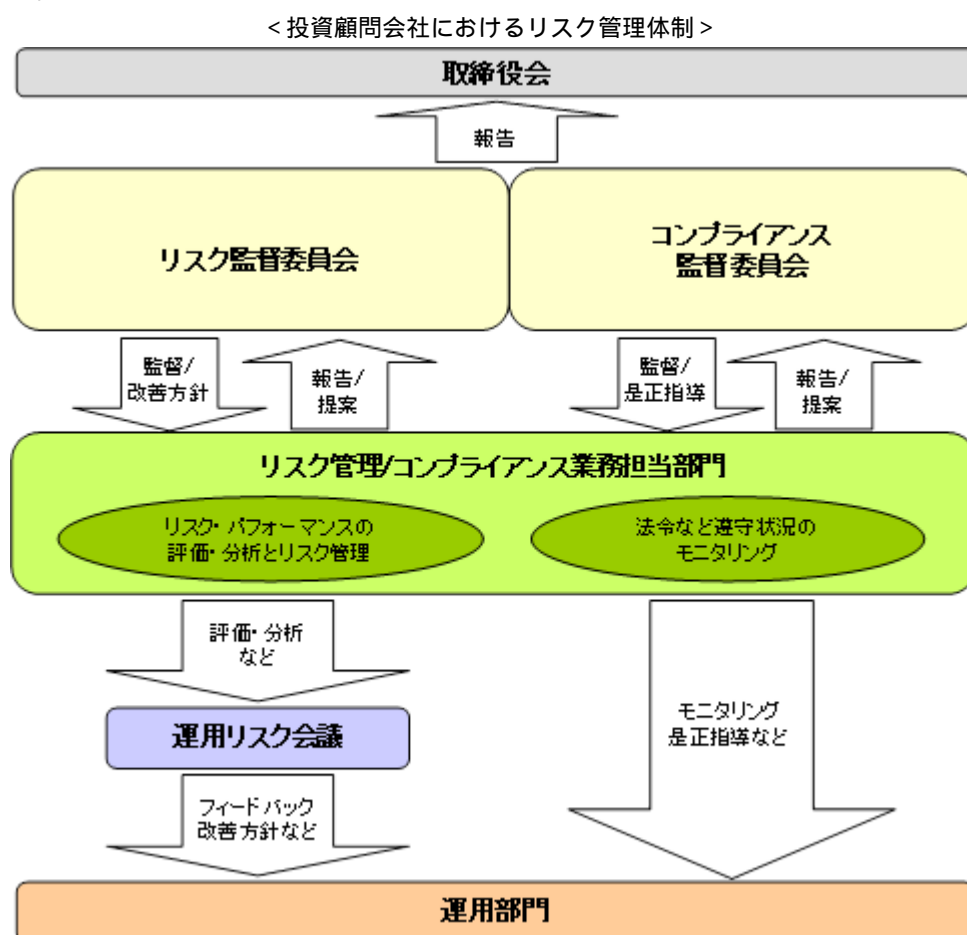 <投資顧問会社におけるリスク管理体制>
取締役会
報告
リスク監督委員会
コンプライアンス
監督委員会
監督/
改善方針
報告/
提案
監督/
是正指導
報告/
提案
リスク管理/コンプライアンス業務担当部門
リスク・パフォーマンスの
評価・分析とリスク管理
法令など遵守状況の
モニタリング
評価・分析
など
運用リスク会議
モニタリング
是正指導など
フィードバック
改善方針など
運用部門